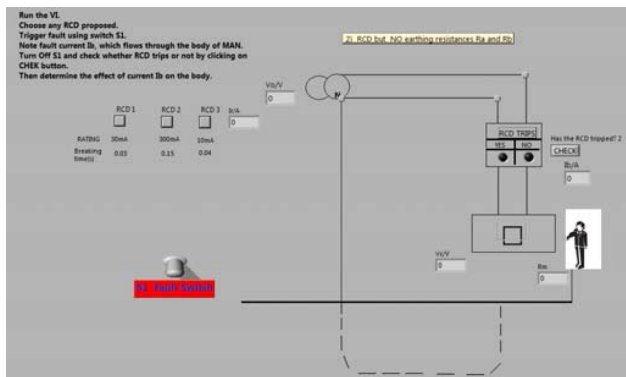 Run the VI.
Choose any RCD proposed.
Trigger fault using switch S1.
Note fault current Ib, which flows through the body of MAN.
Turn Off S1 and check whether RCD trips or not by clicking on
CHEK button.
Then determine the effect of current Ib on the body.
2) RCD but NO earthing resistances Ra and Rb
Vo/V
0
N
RCD 1 RCD 2 RCD 3
0
RATING 30mA 300mA 10mA
Breaking time(s) 0.03 0.15 0.04
RCD TRIPS
YES NO
Has the RCD tripped? 2
CHECK
Ib/A
0
Vs/V
0
Rm
0
S1 Fault Switch